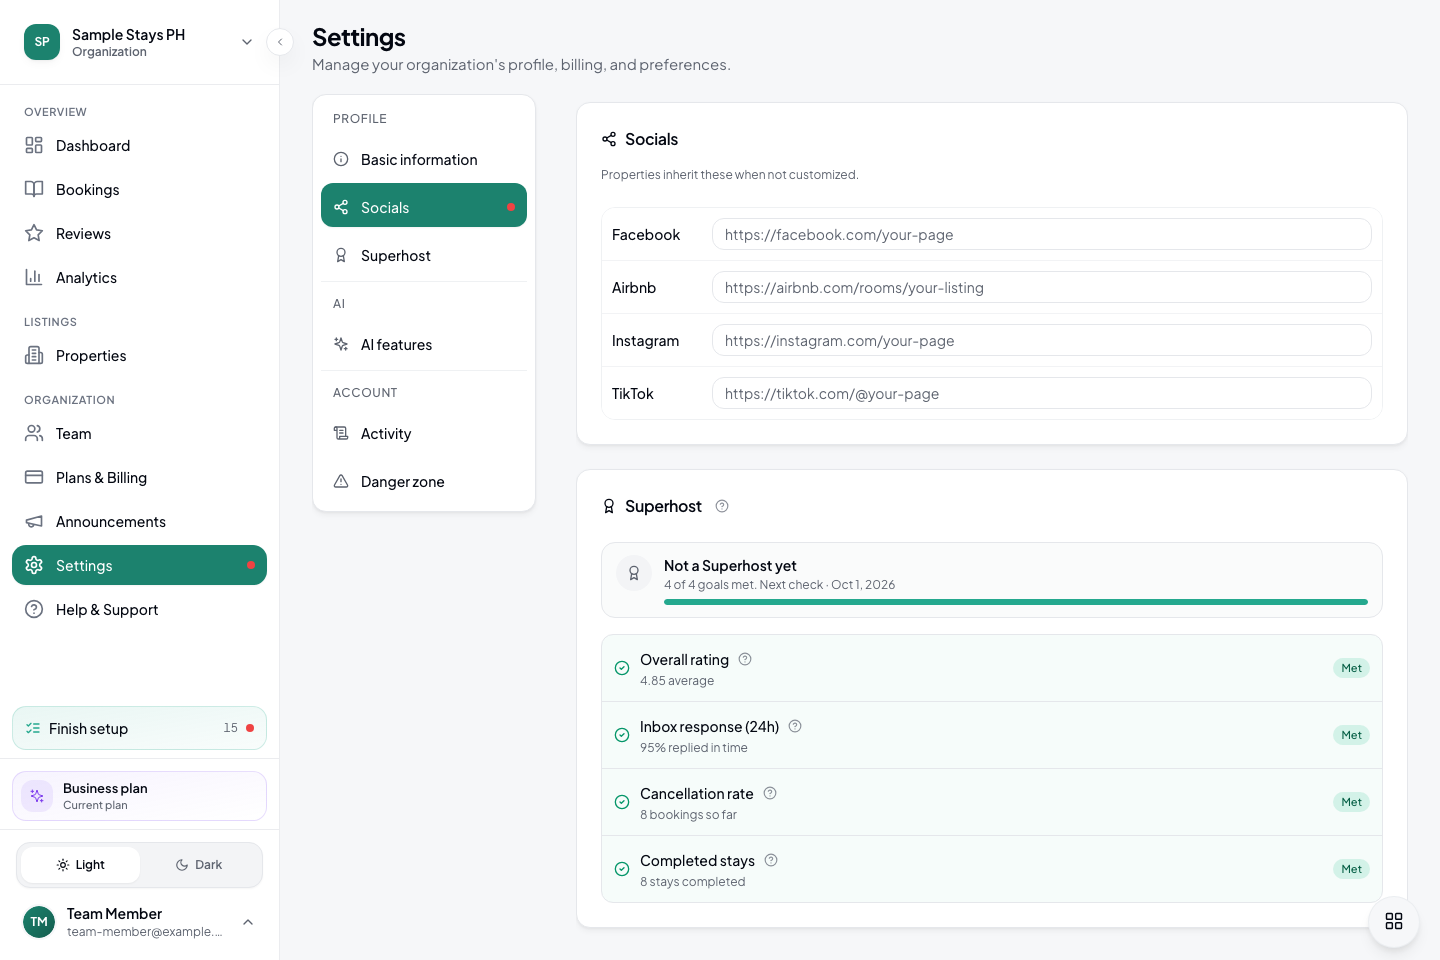 SP
Sample Stays PH
Organization
OVERVIEW
Dashboard
Bookings
Reviews
Analytics
LISTINGS
Properties
ORGANIZATION
Team
Plans & Billing
Announcements
Settings
Help & Support
Finish setup
15
Business plan
Current plan
Light
Dark
TM
Team Member
team-member@example....
Settings
Manage your organization's profile, billing, and preferences.
PROFILE
Basic information
Socials
Superhost
AI
AI features
ACCOUNT
Activity
Danger zone
Socials
Properties inherit these when not customized.
Facebook
https://facebook.com/your-page
Airbnb
https://airbnb.com/rooms/your-listing
Instagram
https://instagram.com/your-page
TikTok
https://tiktok.com/@your-page
Superhost
Not a Superhost yet
4 of 4 goals met. Next check · Oct 1, 2026
Overall rating
4.85 average
Met
Inbox response (24h)
95% replied in time
Met
Cancellation rate
8 bookings so far
Met
Completed stays
8 stays completed
Met